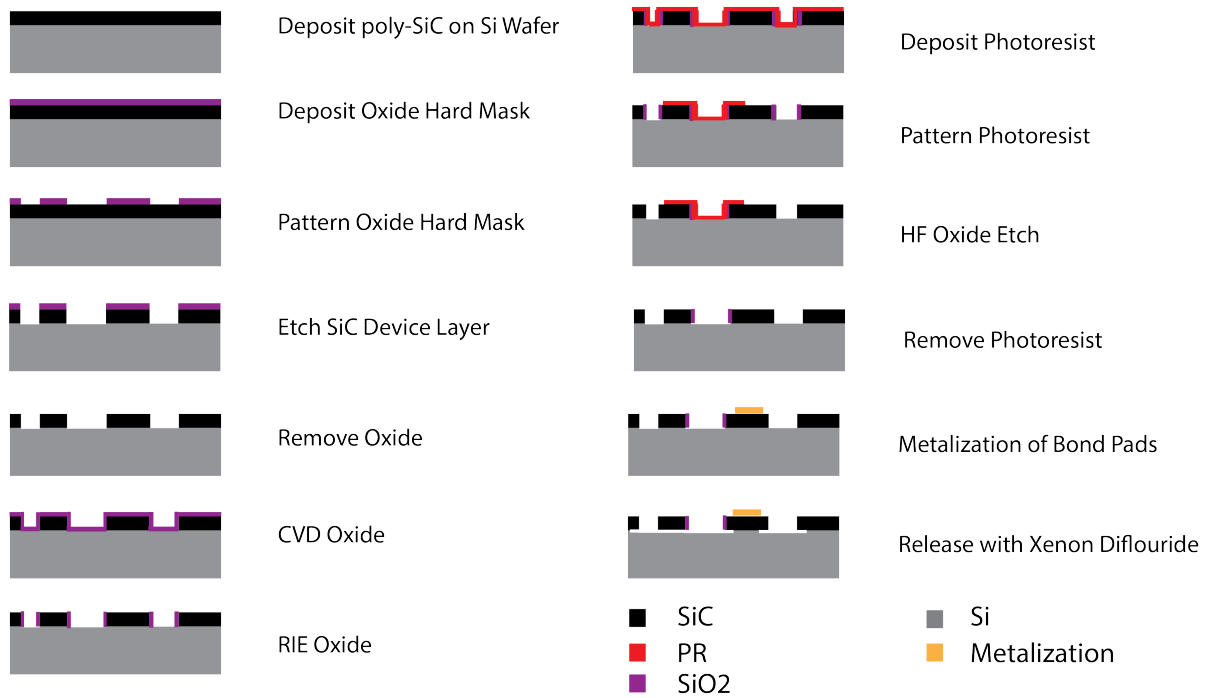 Deposit poly-SiC on Si Wafer
Deposit Oxide Hard Mask
Pattern Oxide Hard Mask
Etch SiC Device Layer
Remove Oxide
CVD Oxide
RIE Oxide
Deposit Photoresist
Pattern Photoresist
HF Oxide Etch
Remove Photoresist
Metalization of Bond Pads
Release with Xenon Diflouride
SiC
PR
SiO2
Si
Metalization